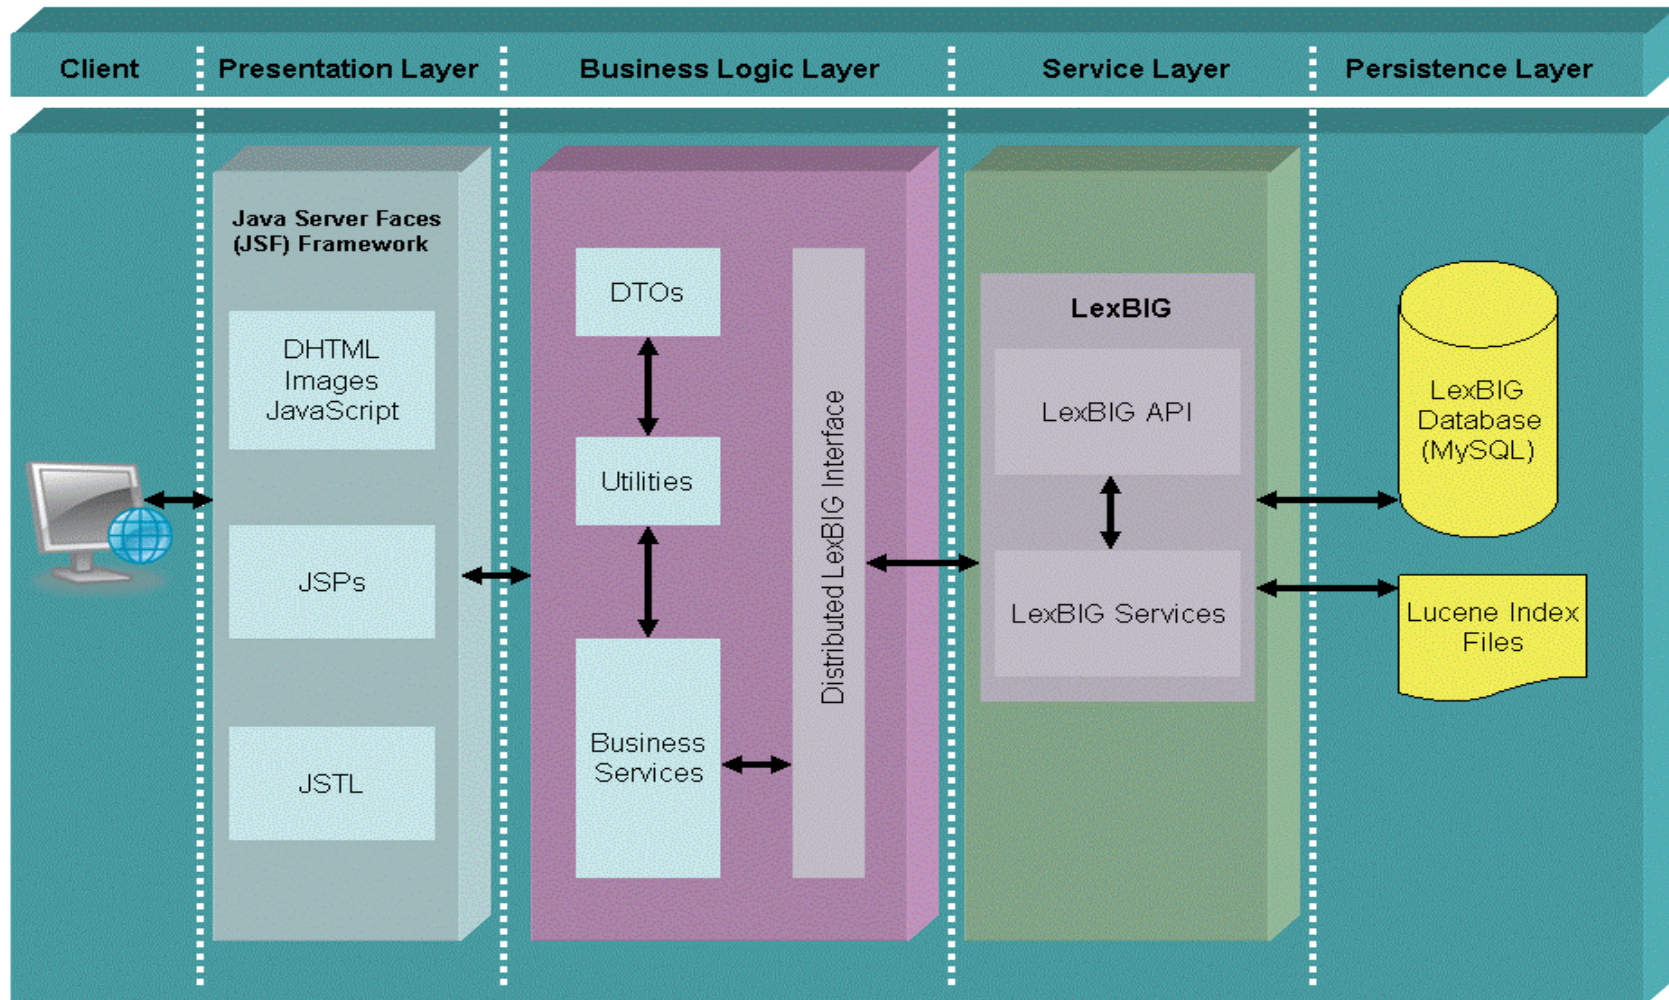 Client
Presentation Layer
Business Logic Layer
Service Layer
Persistence Layer
Java Server Faces
(JSF) Framework
DHTML
Images
JavaScript
JSPs
JSTL
DTOs
Utilities
Business
Services
Distributed LexBIG Interface
LexBIG
LexBIG API
LexBIG Services
LexBIG
Database
(MySQL)
Lucene Index
Files